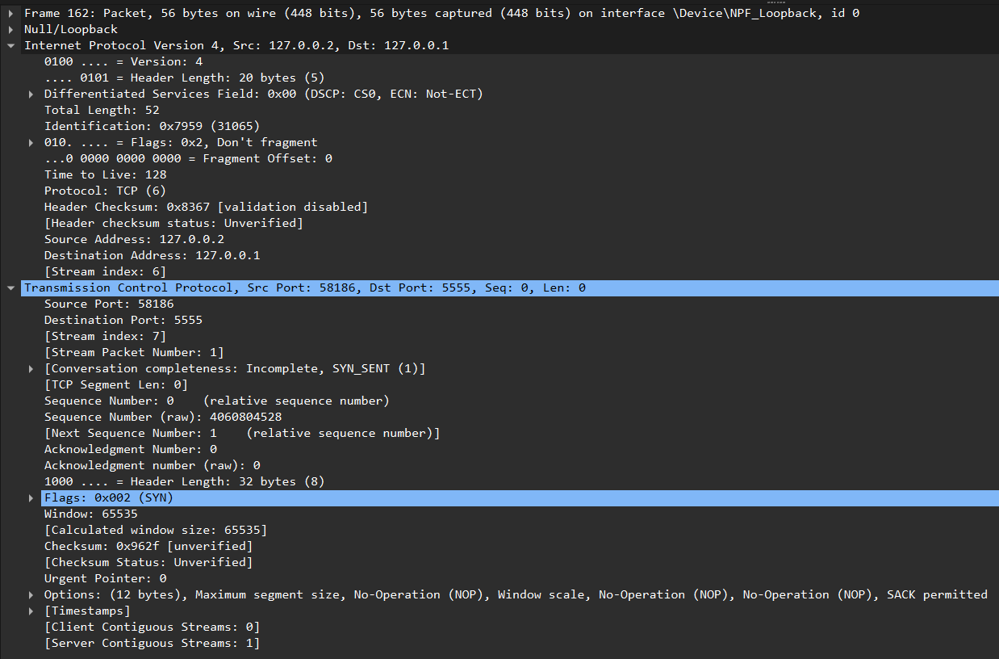 Frame 162: Packet, 56 bytes on wire (448 bits), 56 bytes captured (448 bits) on interface \Device\NPF_Loopback, id 0
Null/Loopback
Internet Protocol Version 4, Src: 127.0.0.2, Dst: 127.0.0.1
0100 .... = Version: 4
.... 0101 = Header Length: 20 bytes (5)
Differentiated Services Field: 0x00 (DSCP: CS0, ECN: Not-ECT)
Total Length: 52
Identification: 0x7959 (31065)
010. .... = Flags: 0x2, Don't fragment
...0 0000 0000 0000 = Fragment Offset: 0
Time to Live: 128
Protocol: TCP (6)
Header Checksum: 0x8367 [validation disabled]
[Header checksum status: Unverified]
Source Address: 127.0.0.2
Destination Address: 127.0.0.1
[Stream index: 6]
Transmission Control Protocol, Src Port: 58186, Dst Port: 5555, Seq: 0, Len: 0
Source Port: 58186
Destination Port: 5555
[Stream index: 7]
[Stream Packet Number: 1]
[Conversation completeness: Incomplete, SYN_SENT (1)]
[TCP Segment Len: 0]
Sequence Number: 0    (relative sequence number)
Sequence Number (raw): 4060804528
[Next Sequence Number: 1    (relative sequence number)]
Acknowledgment Number: 0
Acknowledgment number (raw): 0
1000 .... = Header Length: 32 bytes (8)
Flags: 0x002 (SYN)
Window: 65535
[Calculated window size: 65535]
Checksum: 0x962f [unverified]
[Checksum Status: Unverified]
Urgent Pointer: 0
Options: (12 bytes), Maximum segment size, No-Operation (NOP), Window scale, No-Operation (NOP), No-Operation (NOP), SACK permitted
[Timestamps]
[Client Contiguous Streams: 0]
[Server Contiguous Streams: 1]